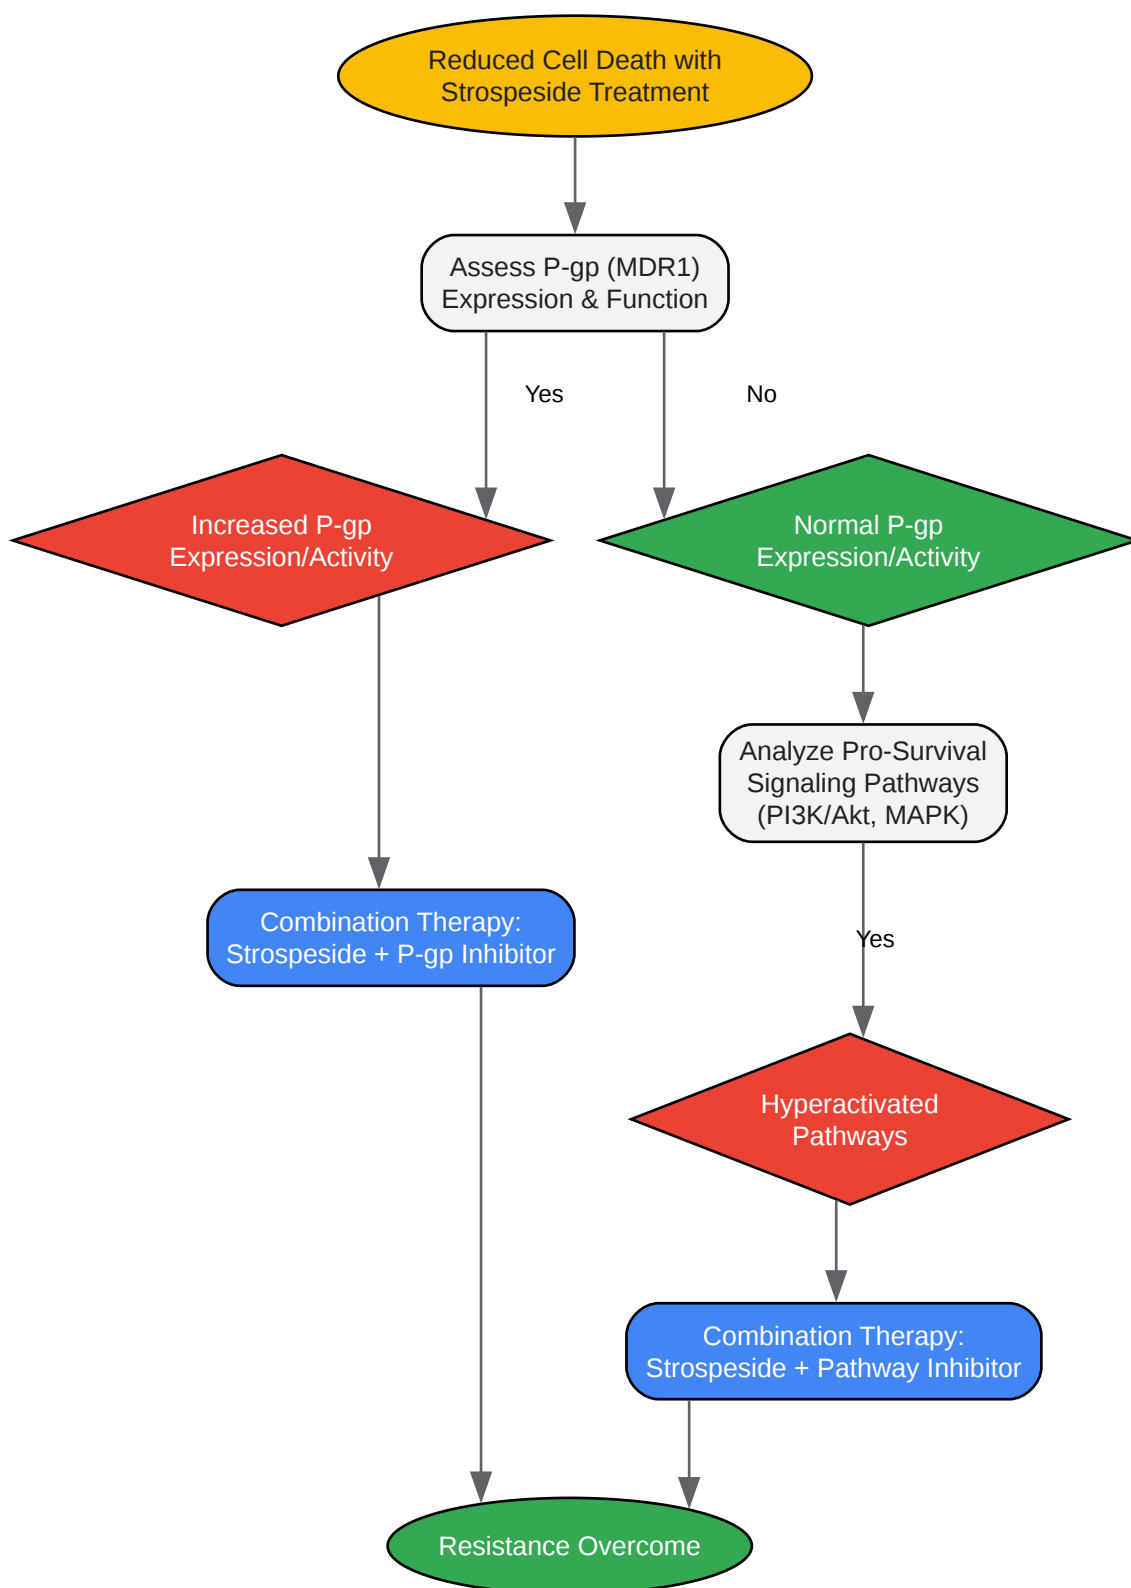 Reduced Cell Death with
Strospeside Treatment
Assess P-gp (MDR1)
Expression & Function
Yes
No
Increased P-gp
Expression/Activity
Normal P-gp
Expression/Activity
Analyze Pro-Survival
Signaling Pathways
(PI3K/Akt, MAPK)
Combination Therapy:
Strospeside + P-gp Inhibitor
Yes
Hyperactivated
Pathways
Combination Therapy:
Strospeside + Pathway Inhibitor
Resistance Overcome